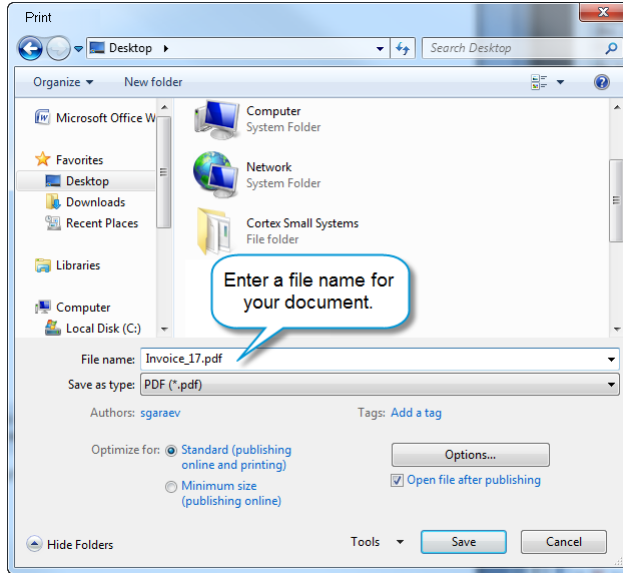 Print
Desktop
Search Desktop
Organize
New folder
Microsoft Office W
Favorites
Desktop
Downloads
Recent Places
Libraries
Computer
Local Disk (C:)
Computer
System Folder
Network
System Folder
Cortex Small Systems
File folder
Enter a file name for
your document.
File name: Invoice_17.pdf
Save as type: PDF (*.pdf)
Authors: sgaraev
Tags: Add a tag
Optimize for: Standard (publishing
online and printing)
Minimum size
(publishing online)
Options...
Open file after publishing
Hide Folders
Tools
Save
Cancel